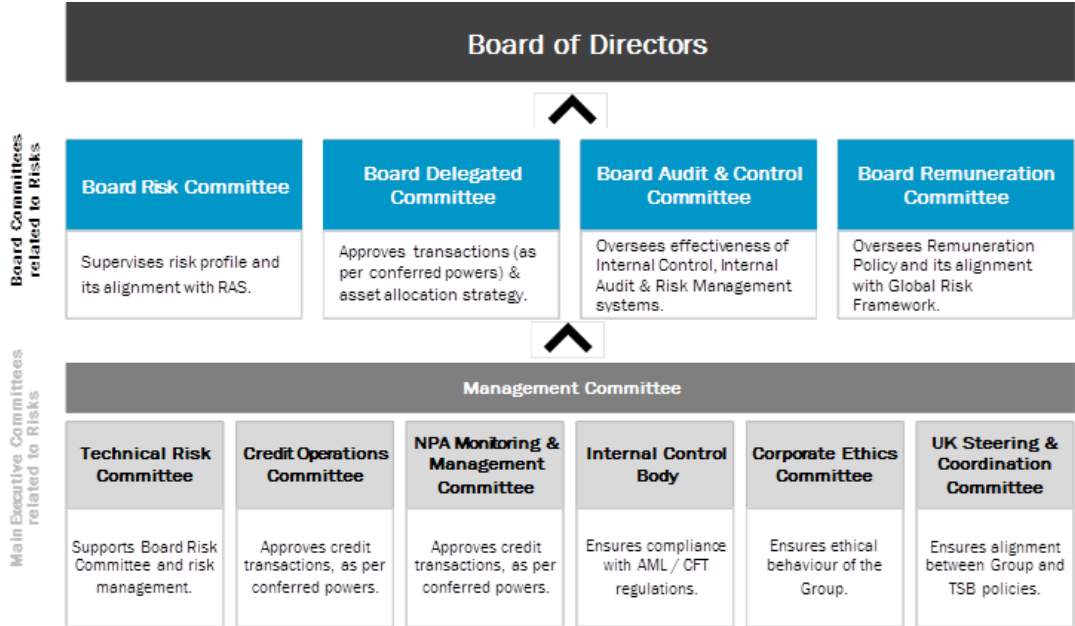 Board of Directors
Board Committees
related to Risks
Board Risk Committee
Supervises risk profile and
its alignment with RAS.
Board Delegated
Committee
Approves transactions (as
per conferred powers) &
asset allocation strategy.
Board Audit & Control
Committee
Oversees effectiveness of
Internal Control, Internal
Audit & Risk Management
systems.
Board Remuneration
Committee
Oversees Remuneration
Policy and its alignment
with Global Risk
Framework.
Main Executive Committees
related to Risks
Management Committee
Technical Risk
Committee
Supports Board Risk
Committee and risk
management.
Credit Operations
Committee
Approves credit
transactions, as per
conferred powers.
NPA Monitoring &
Management
Committee
Approves credit
transactions, as per
conferred powers.
Internal Control
Body
Ensures compliance
with AML / CFT
regulations.
Corporate Ethics
Committee
Ensures ethical
behaviour of the
Group.
UK Steering &
Coordination
Committee
Ensures alignment
between Group and
TSB policies.